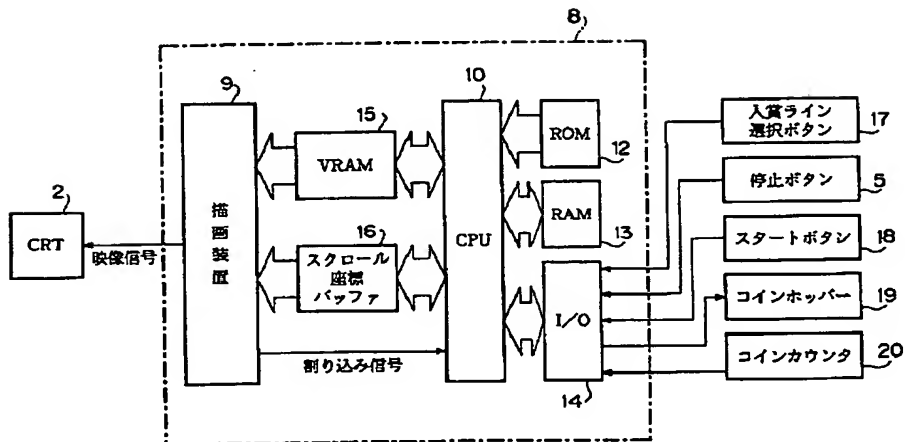 8
9
10
15
VRAM
ROM
12
入賞ライン
選択ボタン
17
RAM
13
停止ボタン
5
2
CRT
映像信号
描画装置
16
スクロール
座標
バッファ
CPU
スタートボタン
18
I/O
14
コインホッパー
19
割り込み信号
コインカウンタ
20